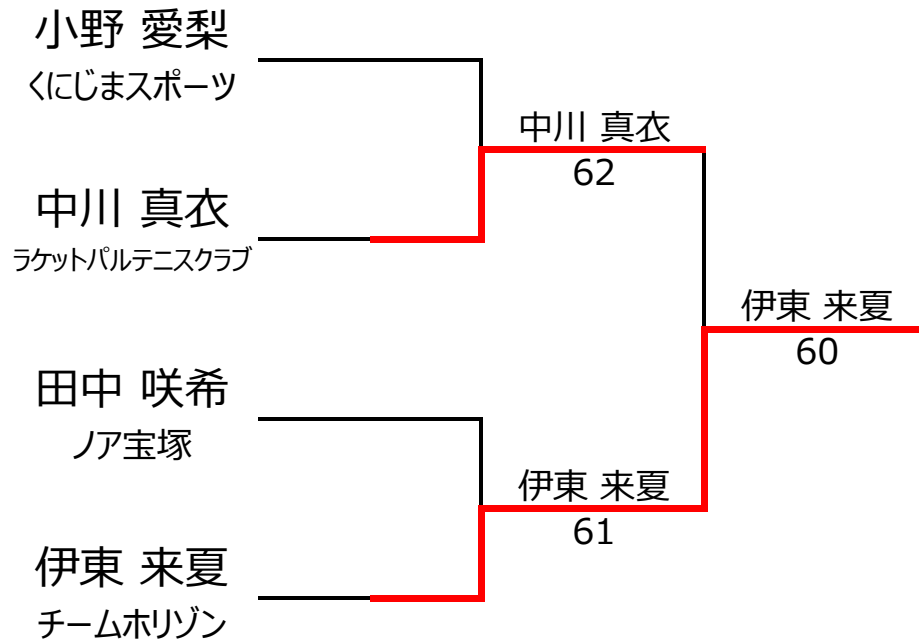 小野 愛梨
くにじまスポーツ
中川 真衣
62
中川 真衣
ラケットパルテニスクラブ
伊東 来夏
60
田中 咲希
ノア宝塚
伊東 来夏
61
伊東 来夏
チームホリゾン